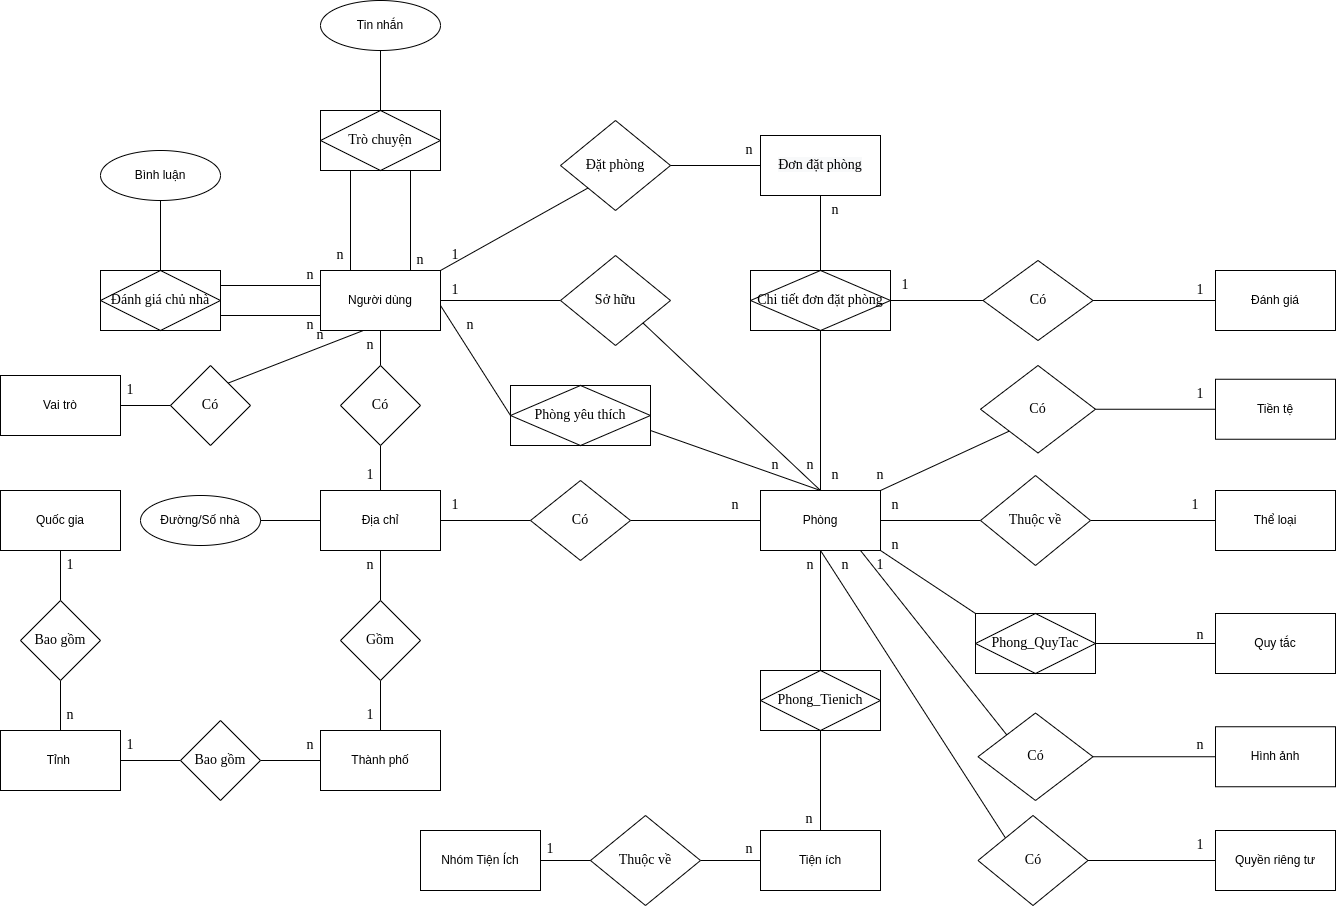 Tin nhắn
Trò chuyện
Đặt phòng
n
Đơn đặt phòng
Bình luận
n
n
n
1
n
Đánh giá chủ nhà
n
n
Người dùng
1
n
Sở hữu
Chi tiết đơn đặt phòng
1
Có
1
Đánh giá
n
n
Vai trò
1
Có
Có
Phòng yêu thích
Có
1
Tiền tệ
1
n
n
n
n
Quốc gia
Đường/Số nhà
Địa chỉ
1
Có
n
Phòng
n
Thuộc về
1
Thể loại
1
n
n
n
1
n
Bao gồm
Gồm
Phong_QuyTac
n
Quy tắc
n
1
Phong_Tienich
Tỉnh
1
Bao gồm
n
Thành phố
Có
n
Hình ảnh
Nhóm Tiện Ích
1
Thuộc về
n
n
Tiện ích
Có
1
Quyền riêng tư